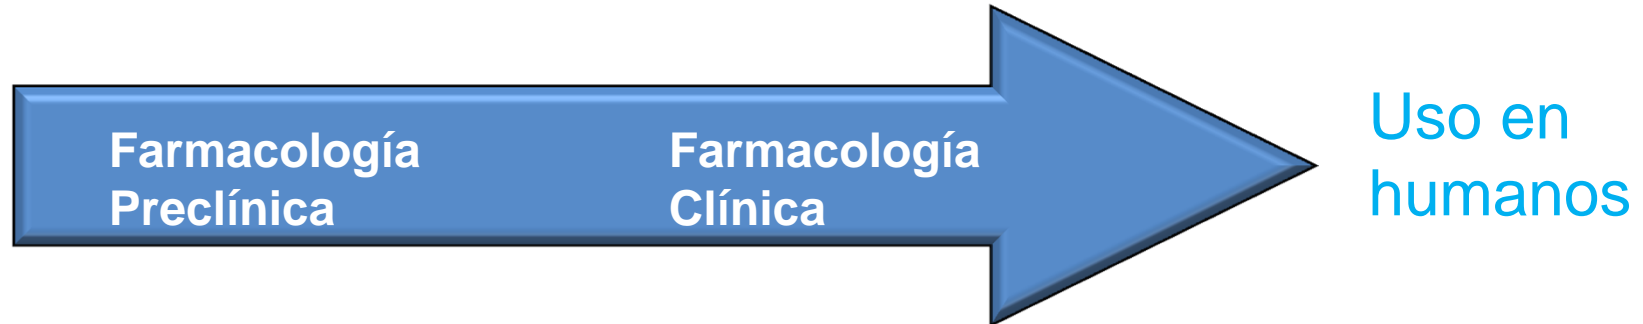 Farmacología
Preclínica
Farmacología
Clínica
Uso en
humanos